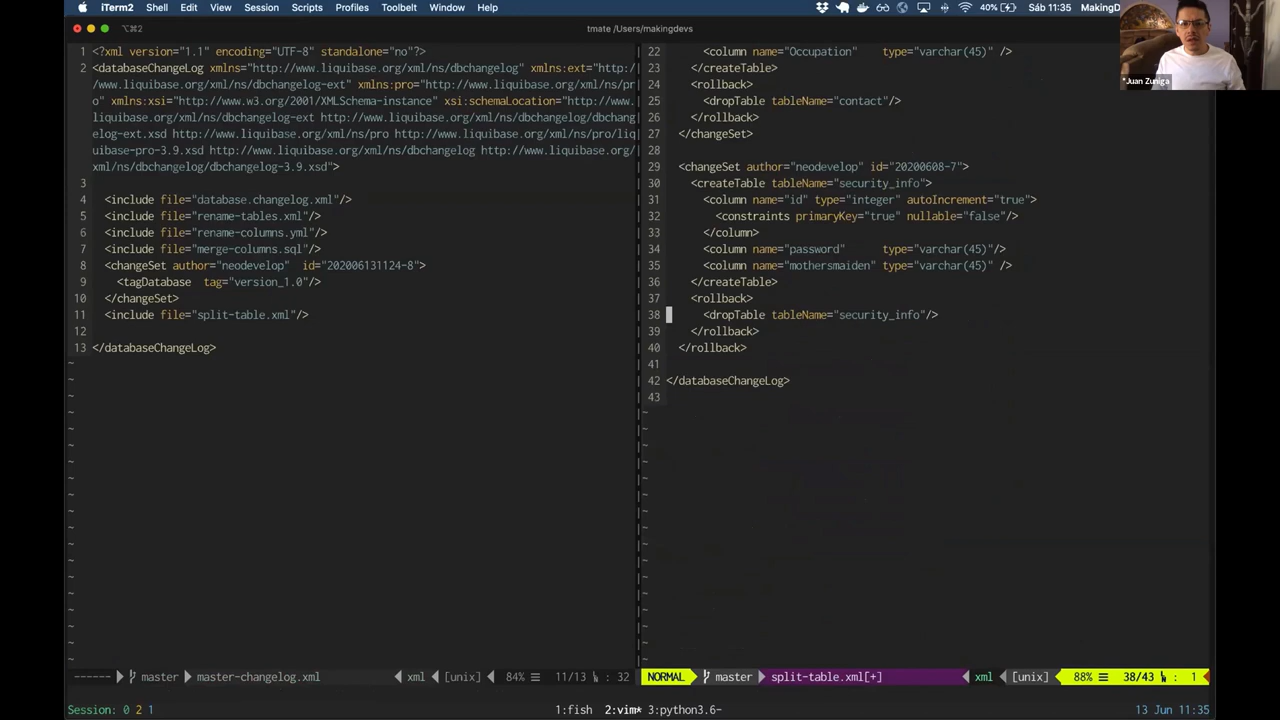 iTerm2 Shell Edit View Session Scripts Profiles Toolbelt Window Help 40% Sáb 11:35 MakingD
⌥⌘2 tmate /Users/makingdevs
*Juan Zuniga
1 <?xml version="1.1" encoding="UTF-8" standalone="no"?>
2 <databaseChangeLog xmlns="http://www.liquibase.org/xml/ns/dbchangelog" xmlns:ext="http:/
/www.liquibase.org/xml/ns/dbchangelog-ext" xmlns:pro="http://www.liquibase.org/xml/ns/pr
o" xmlns:xsi="http://www.w3.org/2001/XMLSchema-instance" xsi:schemaLocation="http://www.
liquibase.org/xml/ns/dbchangelog-ext http://www.liquibase.org/xml/ns/dbchangelog/dbchang
elog-ext.xsd http://www.liquibase.org/xml/ns/pro http://www.liquibase.org/xml/ns/pro/liq
uibase-pro-3.9.xsd http://www.liquibase.org/xml/ns/dbchangelog http://www.liquibase.org/
xml/ns/dbchangelog/dbchangelog-3.9.xsd">
3
4 <include file="database.changelog.xml"/>
5 <include file="rename-tables.xml"/>
6 <include file="rename-columns.yml"/>
7 <include file="merge-columns.sql"/>
8 <changeSet author="neodevelop" id="202006131124-8">
9 <tagDatabase tag="version_1.0"/>
10 </changeSet>
11 <include file="split-table.xml"/>
12
13 </databaseChangeLog>
22 <column name="Occupation" type="varchar(45)" />
23 </createTable>
24 <rollback>
25 <dropTable tableName="contact"/>
26 </rollback>
27 </changeSet>
28
29 <changeSet author="neodevelop" id="20200608-7">
30 <createTable tableName="security_info">
31 <column name="id" type="integer" autoIncrement="true">
32 <constraints primaryKey="true" nullable="false"/>
33 </column>
34 <column name="password" type="varchar(45)"/>
35 <column name="mothersmaiden" type="varchar(45)" />
36 </createTable>
37 <rollback>
38 <dropTable tableName="security_info"/>
39 </rollback>
40 </rollback>
41
42 </databaseChangeLog>
43
------ master master-changelog.xml xml [unix] 84% 11/13 : 32
NORMAL master split-table.xml[+] xml [unix] 88% 38/43 : 1
Session: 0 2 1 1:fish 2:vim* 3:python3.6- 13 Jun 11:35